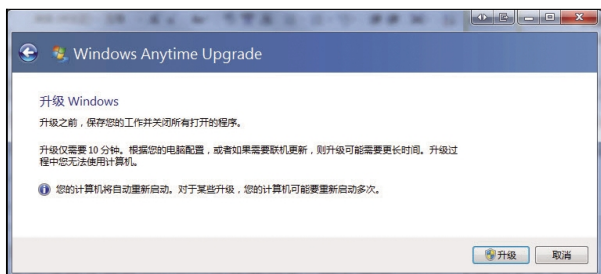 Windows Anytime Upgrade
升级 Windows
升级之前，保存您的工作并关闭所有打开的程序。
升级仅需要 10 分钟。根据您的电脑配置，或者如果需要联机更新，则升级可能需要更长时间。升级过
程中您无法使用计算机。
您的计算机将自动重新启动。对于某些升级，您的计算机可能要重新启动多次。
升级 取消